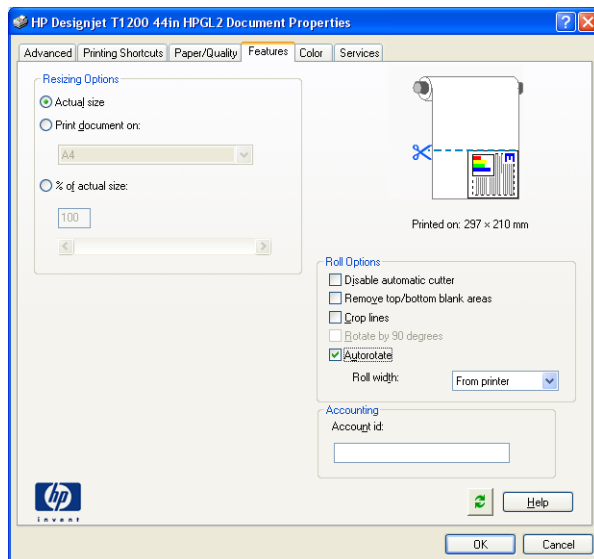 HP Designjet T1200 44in HPGL2 Document Properties
Advanced Printing Shortcuts Paper/Quality Features Color Services
Resizing Options
Actual size
Print document on:
A4
% of actual size:
100
Printed on: 297 × 210 mm
Roll Options
Disable automatic cutter
Remove top/bottom blank areas
Crop lines
Rotate by 90 degrees
Autorotate
Roll width: From printer
Accounting
Account id:
hp
invent
Help
OK Cancel